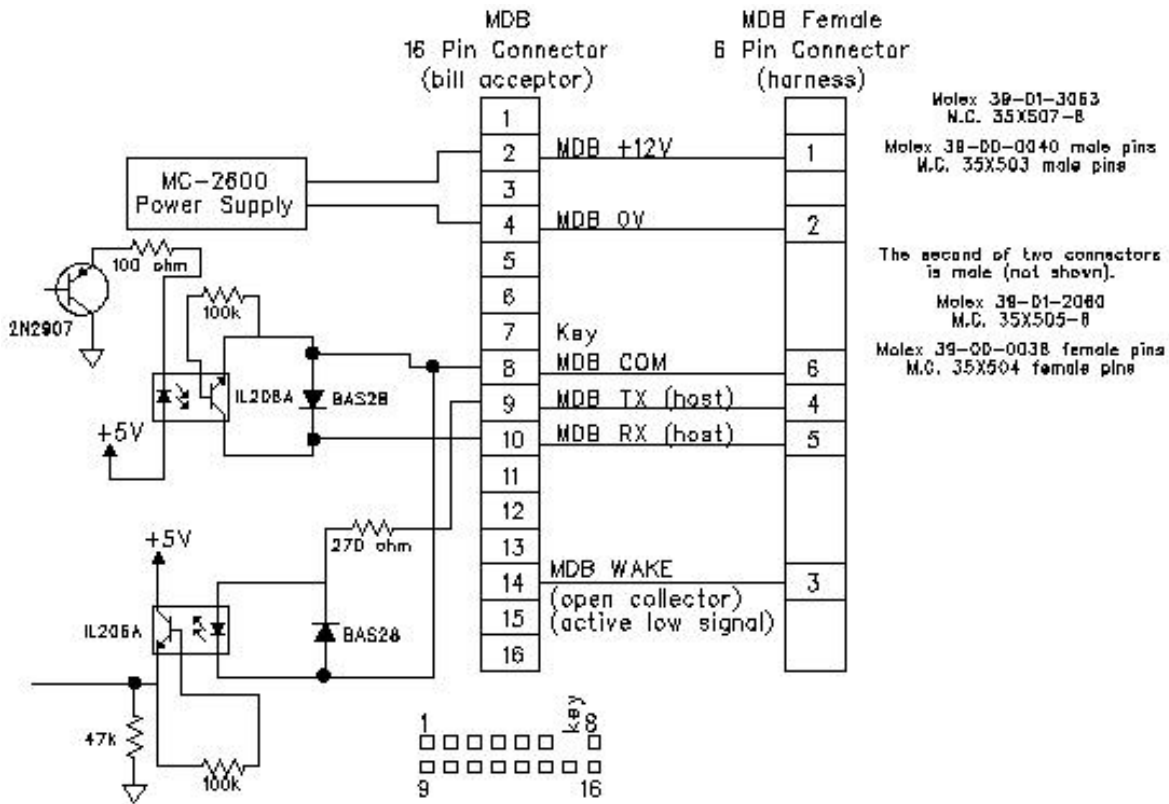 MDB
16 Pin Connector
(bill acceptor)
MDB Female
6 Pin Connector
(harness)
Molex 39-01-3063
M.C. 35X507-B
Molex 39-00-0040 male pins
M.C. 35X503 male pins
The second of two connectors
is male (not shown).
Molex 39-01-2060
M.C. 35X505-B
Molex 39-00-0038 female pins
M.C. 35X504 female pins
MC-2600
Power Supply
100 ohm
2N2907
100k
IL206A
BAS28
+5V
270 ohm
+5V
IL206A
BAS28
47k
100k
1
2
3
4
5
6
7
8
9
10
11
12
13
14
15
16
MDB +12V
MDB 0V
Key
MDB COM
MDB TX (host)
MDB RX (host)
MDB WAKE
(open collector)
(active low signal)
1
2
6
4
5
3
1
key
8
9
16